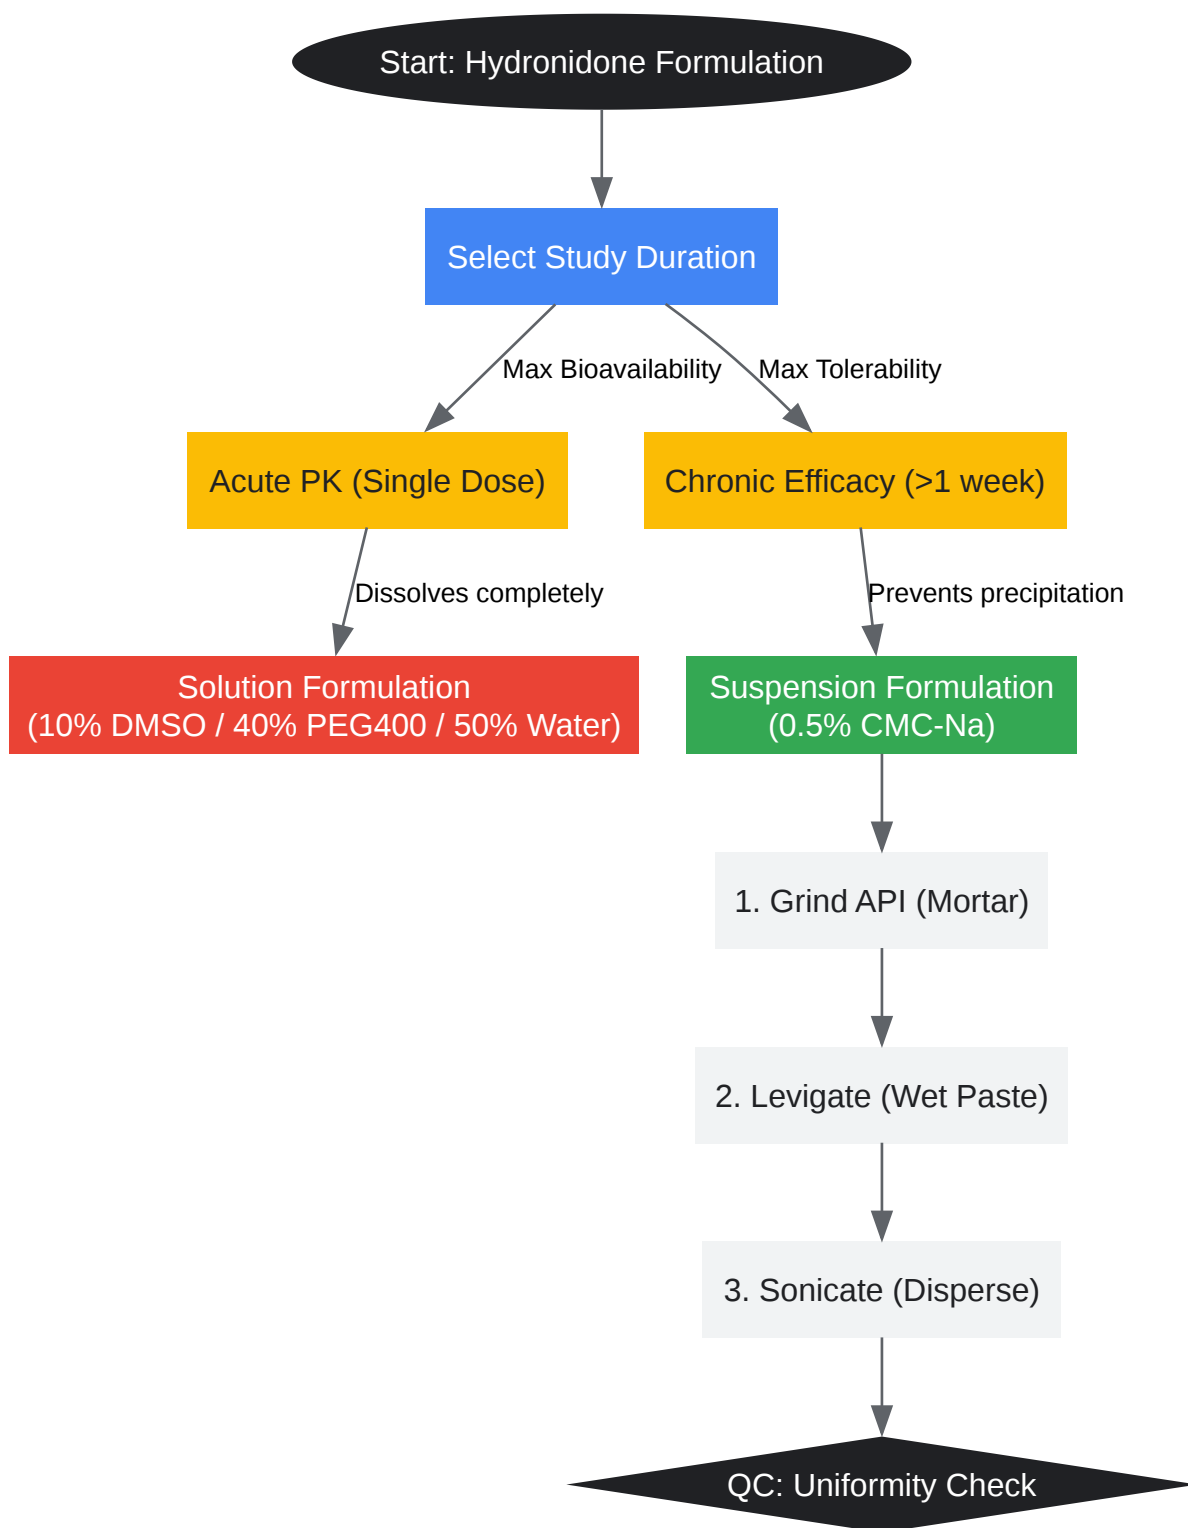 Start: Hydronidone Formulation
Select Study Duration
Max Bioavailability
Max Tolerability
Acute PK (Single Dose)
Chronic Efficacy (>1 week)
Dissolves completely
Prevents precipitation
Solution Formulation
(10% DMSO / 40% PEG400 / 50% Water)
Suspension Formulation
(0.5% CMC-Na)
1. Grind API (Mortar)
2. Levigate (Wet Paste)
3. Sonicate (Disperse)
QC: Uniformity Check